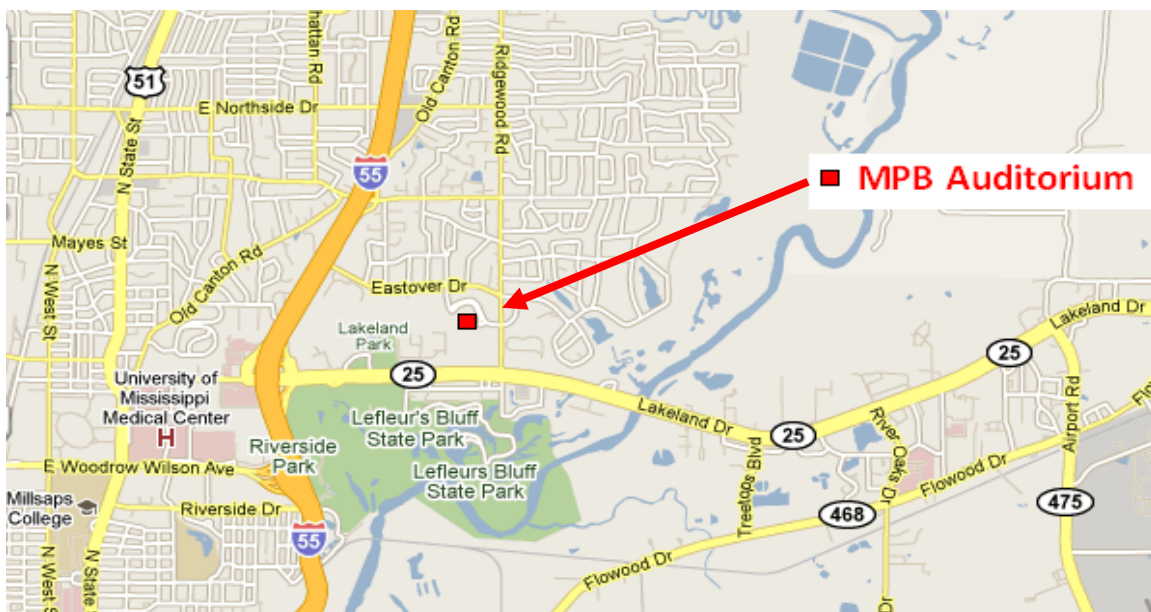 hattan Rd
Old Canton Rd
Ridgewood Rd
51
E Northside Dr
N State St
55
MPB Auditorium
Mayes St
N West St
Old Canton Rd
Eastover Dr
Lakeland Dr
Lakeland
Park
25
25
University of
Mississippi
Medical Center
H
Lefleur's Bluff
State Park
Lakeland Dr
25
River Oaks Dr
Airport Rd
Flo
Riverside
Park
E Woodrow Wilson Ave
Lefleurs Bluff
State Park
Treetops Blvd
Flowood Dr
Millsaps
College
Riverside Dr
468
475
55
N West S
N State
Flowood Dr
Dr